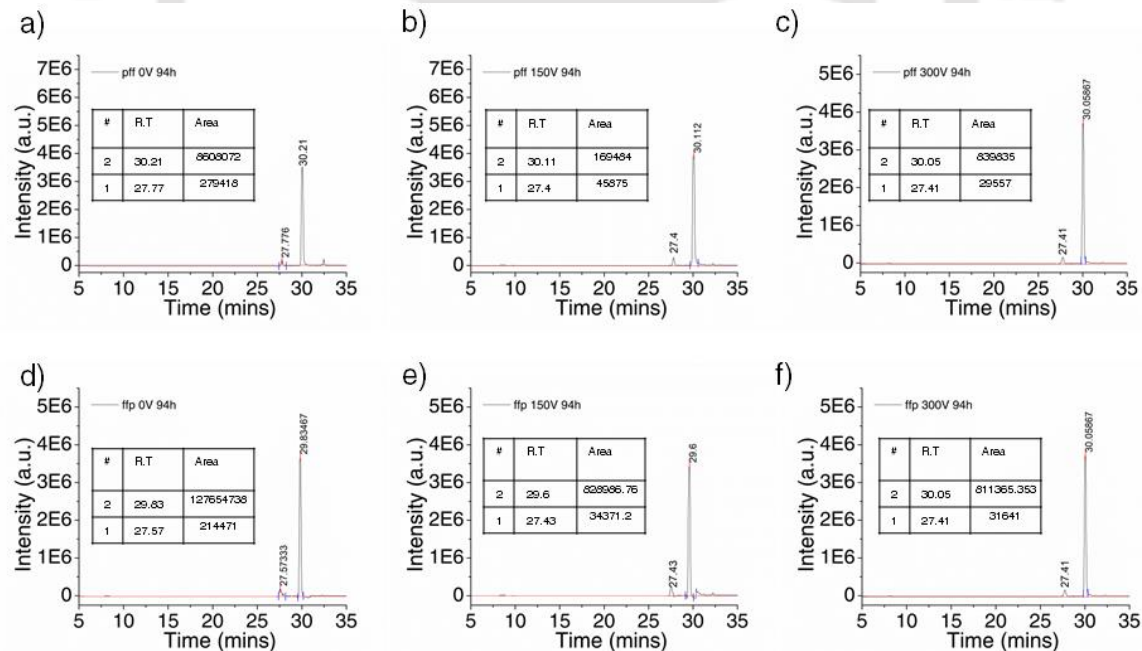 a)
pff 0V 94h
7E6
6E6
5E6
4E6
3E6
2E6
1E6
0
Intensity (a.u.)
# R.T Area
2 30.21 8608072
1 27.77 279418
27.776
30.21
5 10 15 20 25 30 35
Time (mins)
b)
pff 150V 94h
7E6
6E6
5E6
4E6
3E6
2E6
1E6
0
Intensity (a.u.)
# R.T Area
2 30.11 169484
1 27.4 45875
27.4
30.112
5 10 15 20 25 30 35
Time (mins)
c)
pff 300V 94h
5E6
4E6
3E6
2E6
1E6
0
Intensity (a.u.)
# R.T Area
2 30.05 839835
1 27.41 29557
27.41
30.05867
5 10 15 20 25 30 35
Time (mins)
d)
ffp 0V 94h
5E6
4E6
3E6
2E6
1E6
0
Intensity (a.u.)
# R.T Area
2 29.83 127654738
1 27.57 214471
27.57333
29.83467
5 10 15 20 25 30 35
Time (mins)
e)
ffp 150V 94h
5E6
4E6
3E6
2E6
1E6
0
Intensity (a.u.)
# R.T Area
2 29.6 828986.76
1 27.43 34371.2
27.43
29.6
5 10 15 20 25 30 35
Time (mins)
f)
ffp 300V 94h
5E6
4E6
3E6
2E6
1E6
0
Intensity (a.u.)
# R.T Area
2 30.05 811365.353
1 27.41 31641
27.41
30.05867
5 10 15 20 25 30 35
Time (mins)